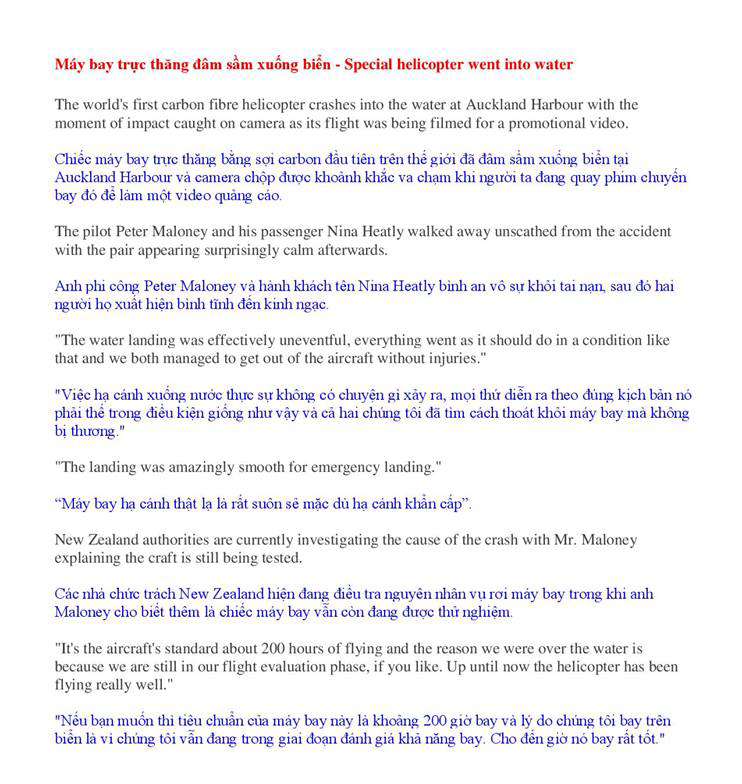 Máy bay trực thăng đâm sầm xuống biển - Special helicopter went into water
The world's first carbon fibre helicopter crashes into the water at Auckland Harbour with the
moment of impact caught on camera as its flight was being filmed for a promotional video.
Chiếc máy bay trực thăng bằng sợi carbon đầu tiên trên thế giới đã đâm sầm xuống biển tại
Auckland Harbour và camera chộp được khoảnh khắc va chạm khi người ta đang quay phim chuyến
bay đó để làm một video quảng cáo.
The pilot Peter Maloney and his passenger Nina Heatly walked away unscathed from the accident
with the pair appearing surprisingly calm afterwards.
Anh phi công Peter Maloney và hành khách tên Nina Heatly bình an vô sự khỏi tai nạn, sau đó hai
người họ xuất hiện bình tĩnh đến kinh ngạc.
"The water landing was effectively uneventful, everything went as it should do in a condition like
that and we both managed to get out of the aircraft without injuries."
"Việc hạ cánh xuống nước thực sự không có chuyện gì xảy ra, mọi thứ diễn ra theo đúng kịch bản nó
phải thế trong điều kiện giống như vậy và cả hai chúng tôi đã tìm cách thoát khỏi máy bay mà không
bị thương."
"The landing was amazingly smooth for emergency landing."
“Máy bay hạ cánh thật lạ là rất suôn sẻ mặc dù hạ cánh khẩn cấp”.
New Zealand authorities are currently investigating the cause of the crash with Mr. Maloney
explaining the craft is still being tested.
Các nhà chức trách New Zealand hiện đang điều tra nguyên nhân vụ rơi máy bay trong khi anh
Maloney cho biết thêm là chiếc máy bay vẫn còn đang được thử nghiệm.
"It's the aircraft's standard about 200 hours of flying and the reason we were over the water is
because we are still in our flight evaluation phase, if you like. Up until now the helicopter has been
flying really well."
"Nếu bạn muốn thì tiêu chuẩn của máy bay này là khoảng 200 giờ bay và lý do chúng tôi bay trên
biển là vì chúng tôi vẫn đang trong giai đoạn đánh giá khả năng bay. Cho đến giờ nó bay rất tốt."